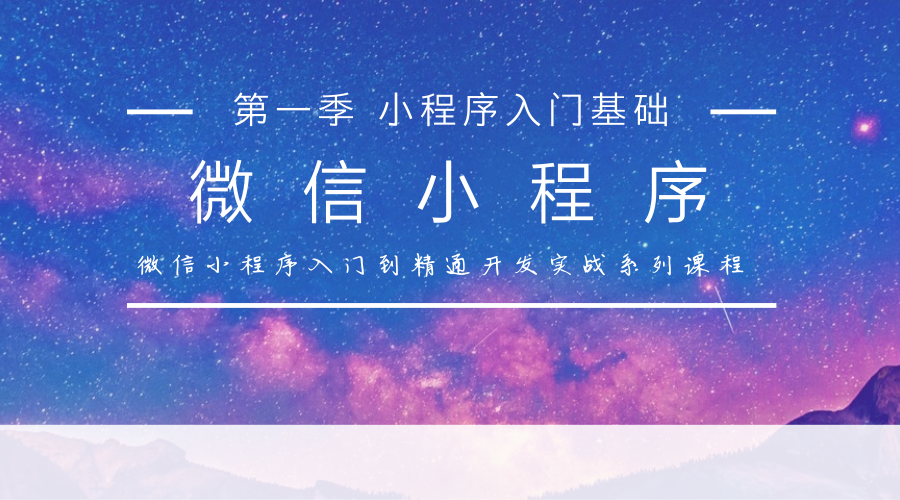 第一季 小程序入门基础
微信小程序
微信小程序入门到精通开发实战系列课程